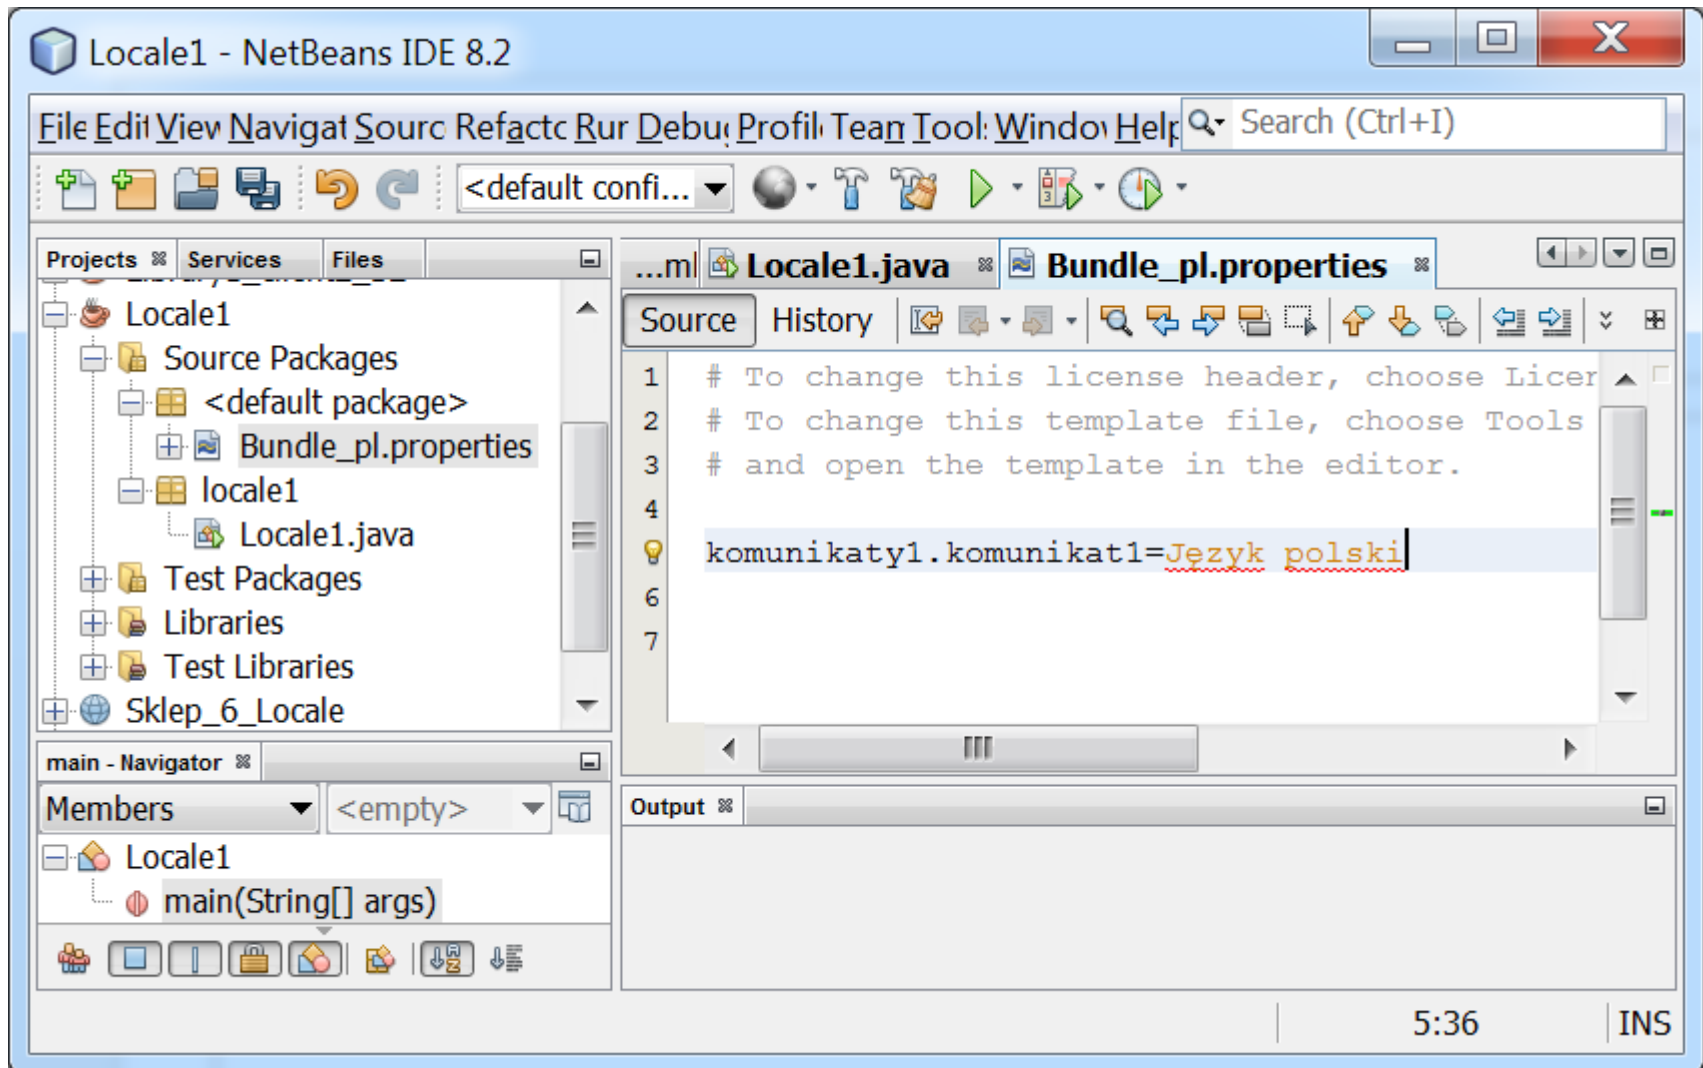 Locale1 - NetBeans IDE 8.2
File Edit View Navigat Sourc Refactc Rur Debu Profil Team Tool: Windo Help Search (Ctrl+I)
<default confi...
Projects Services Files
Locale1
Source Packages
<default package>
Bundle_pl.properties
locale1
Locale1.java
Test Packages
Libraries
Test Libraries
Sklep_6_Locale
main - Navigator
Members <empty>
Locale1
main(String[] args)
...ml Locale1.java Bundle_pl.properties
Source History
1 # To change this license header, choose Licer
2 # To change this template file, choose Tools
3 # and open the template in the editor.
4
komunikaty1.komunikat1=Język polski
6
7
Output
5:36 INS